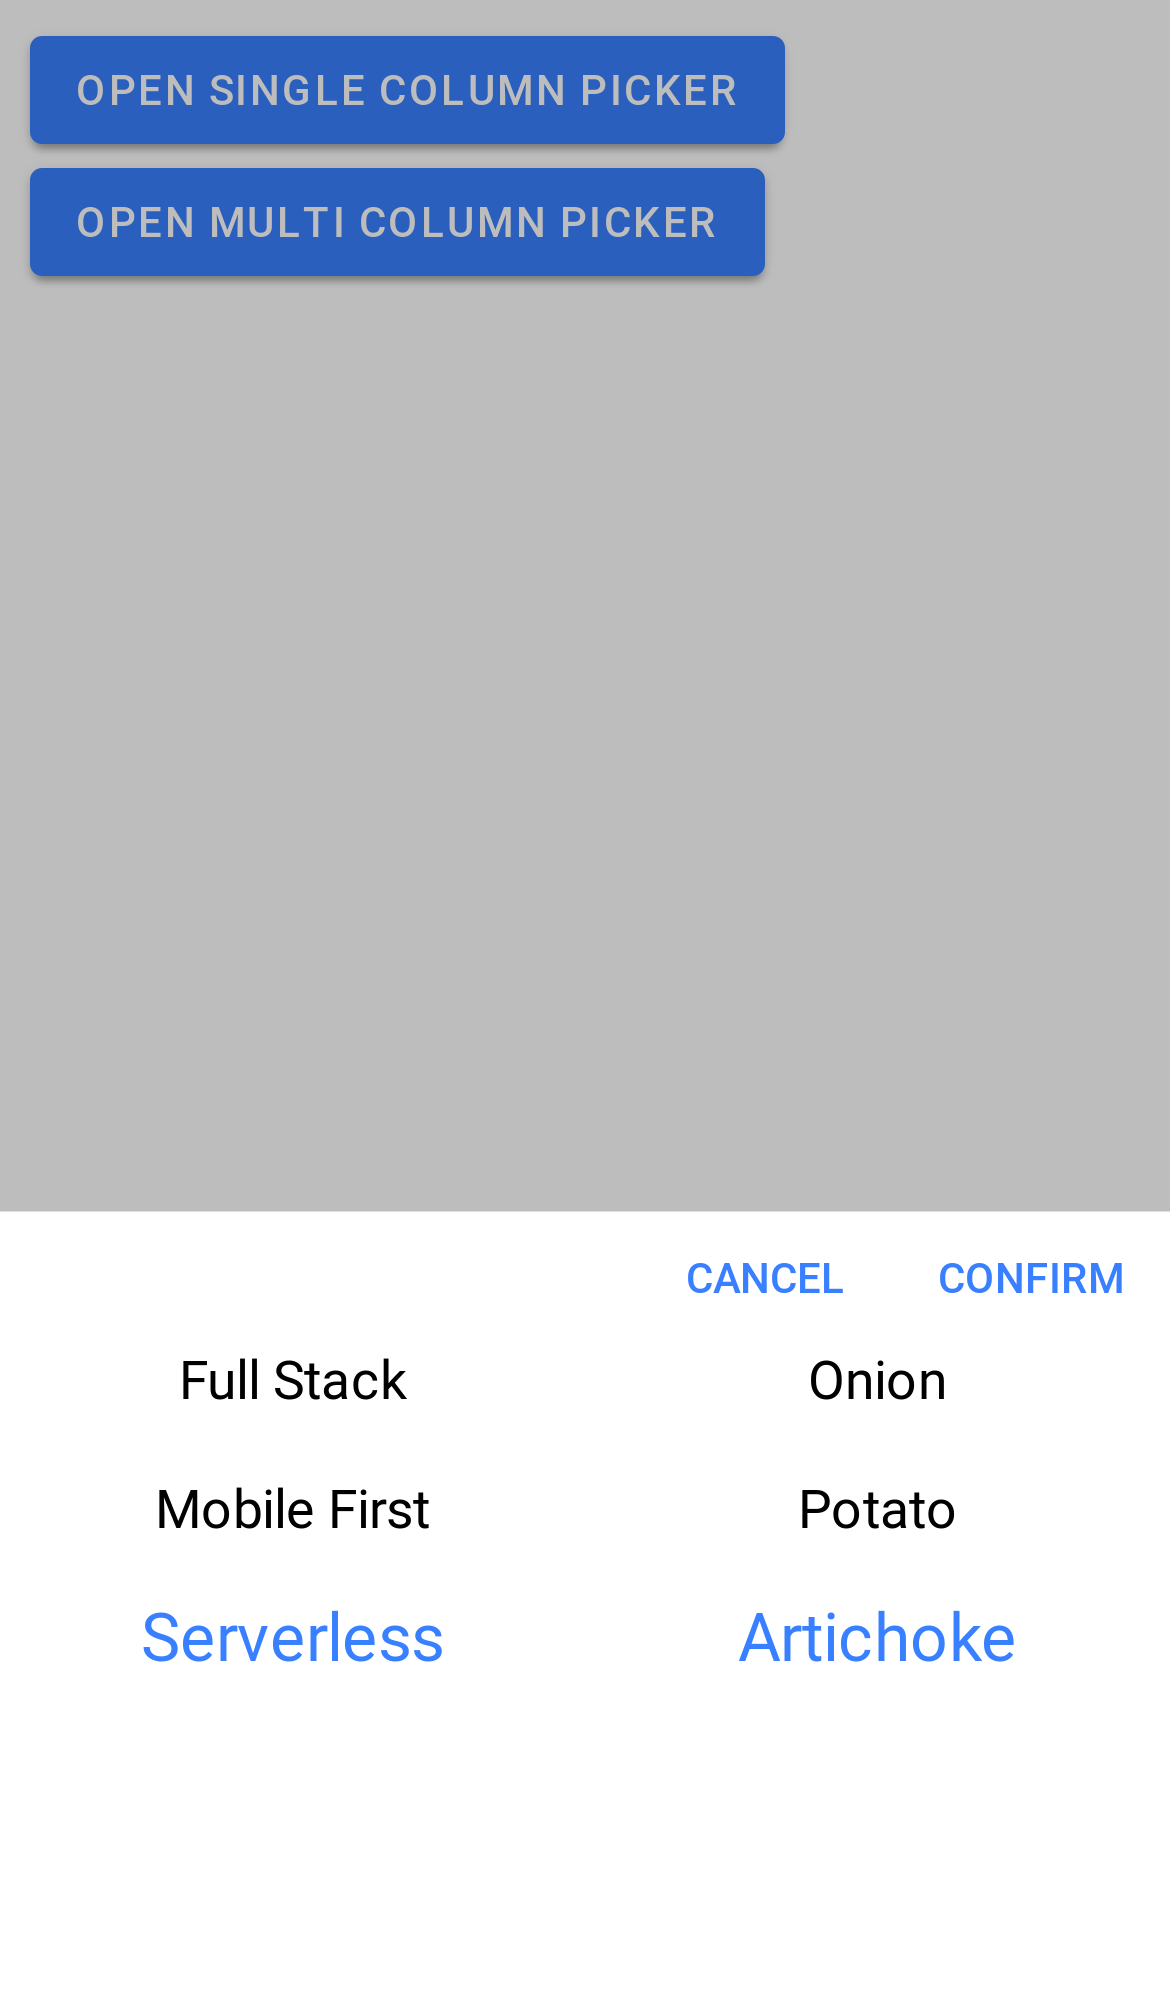 OPEN SINGLE COLUMN PICKER
OPEN MULTI COLUMN PICKER
CANCEL CONFIRM
Full Stack Onion
Mobile First Potato
Serverless Artichoke